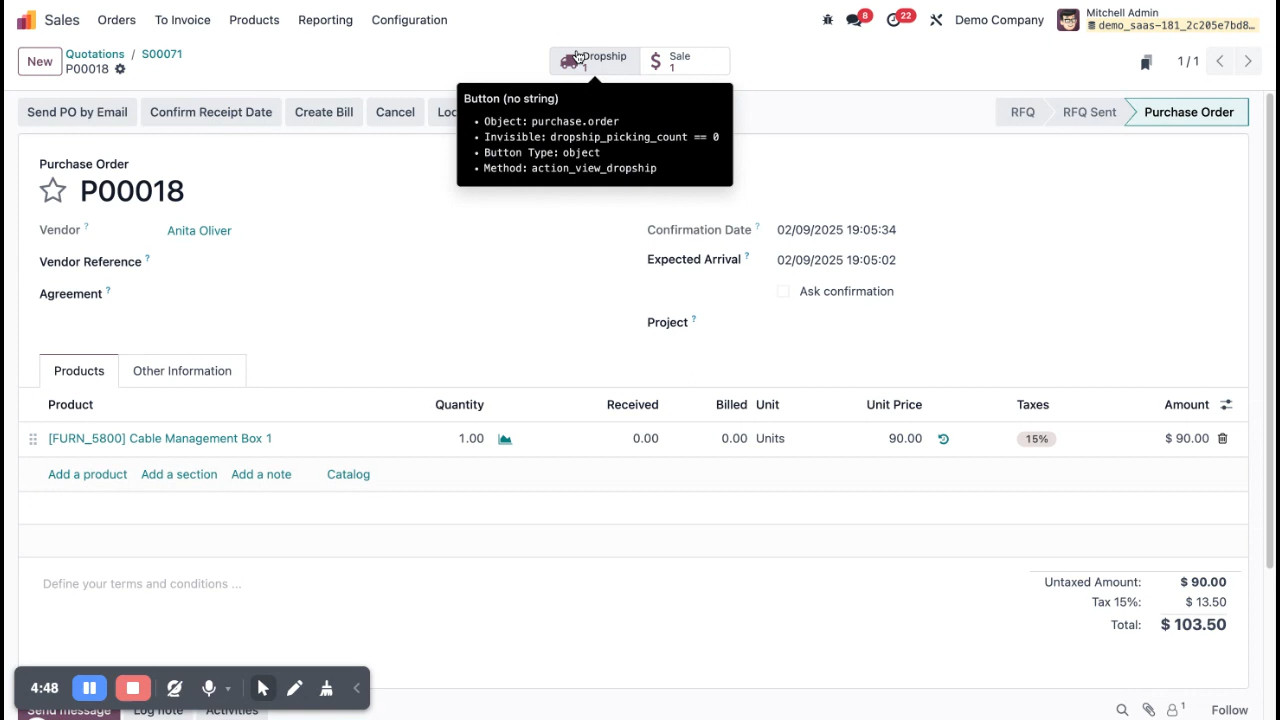 Sales Orders To Invoice Products Reporting Configuration 8 22 Demo Company Mitchell Admin
demo_saas-181_2c205e7bd8...
New Quotations / S00071
P00018
Dropship 1 Sale 1
1 / 1
Button (no string)
• Object: purchase.order
• Invisible: dropship_picking_count == 0
• Button Type: object
• Method: action_view_dropship
Send PO by Email Confirm Receipt Date Create Bill Cancel Loc RFQ RFQ Sent Purchase Order
Purchase Order
P00018
Vendor ? Anita Oliver
Vendor Reference ?
Agreement ?
Confirmation Date ? 02/09/2025 19:05:34
Expected Arrival ? 02/09/2025 19:05:02
Ask confirmation
Project ?
Products Other Information
Product Quantity Received Billed Unit Unit Price Taxes Amount
[FURN_5800] Cable Management Box 1 1.00 0.00 0.00 Units 90.00 15% $ 90.00
Add a product Add a section Add a note Catalog
Define your terms and conditions ...
Untaxed Amount: $ 90.00
Tax 15%: $ 13.50
Total: $ 103.50
4:48
Send message Log note Activities 1 Follow